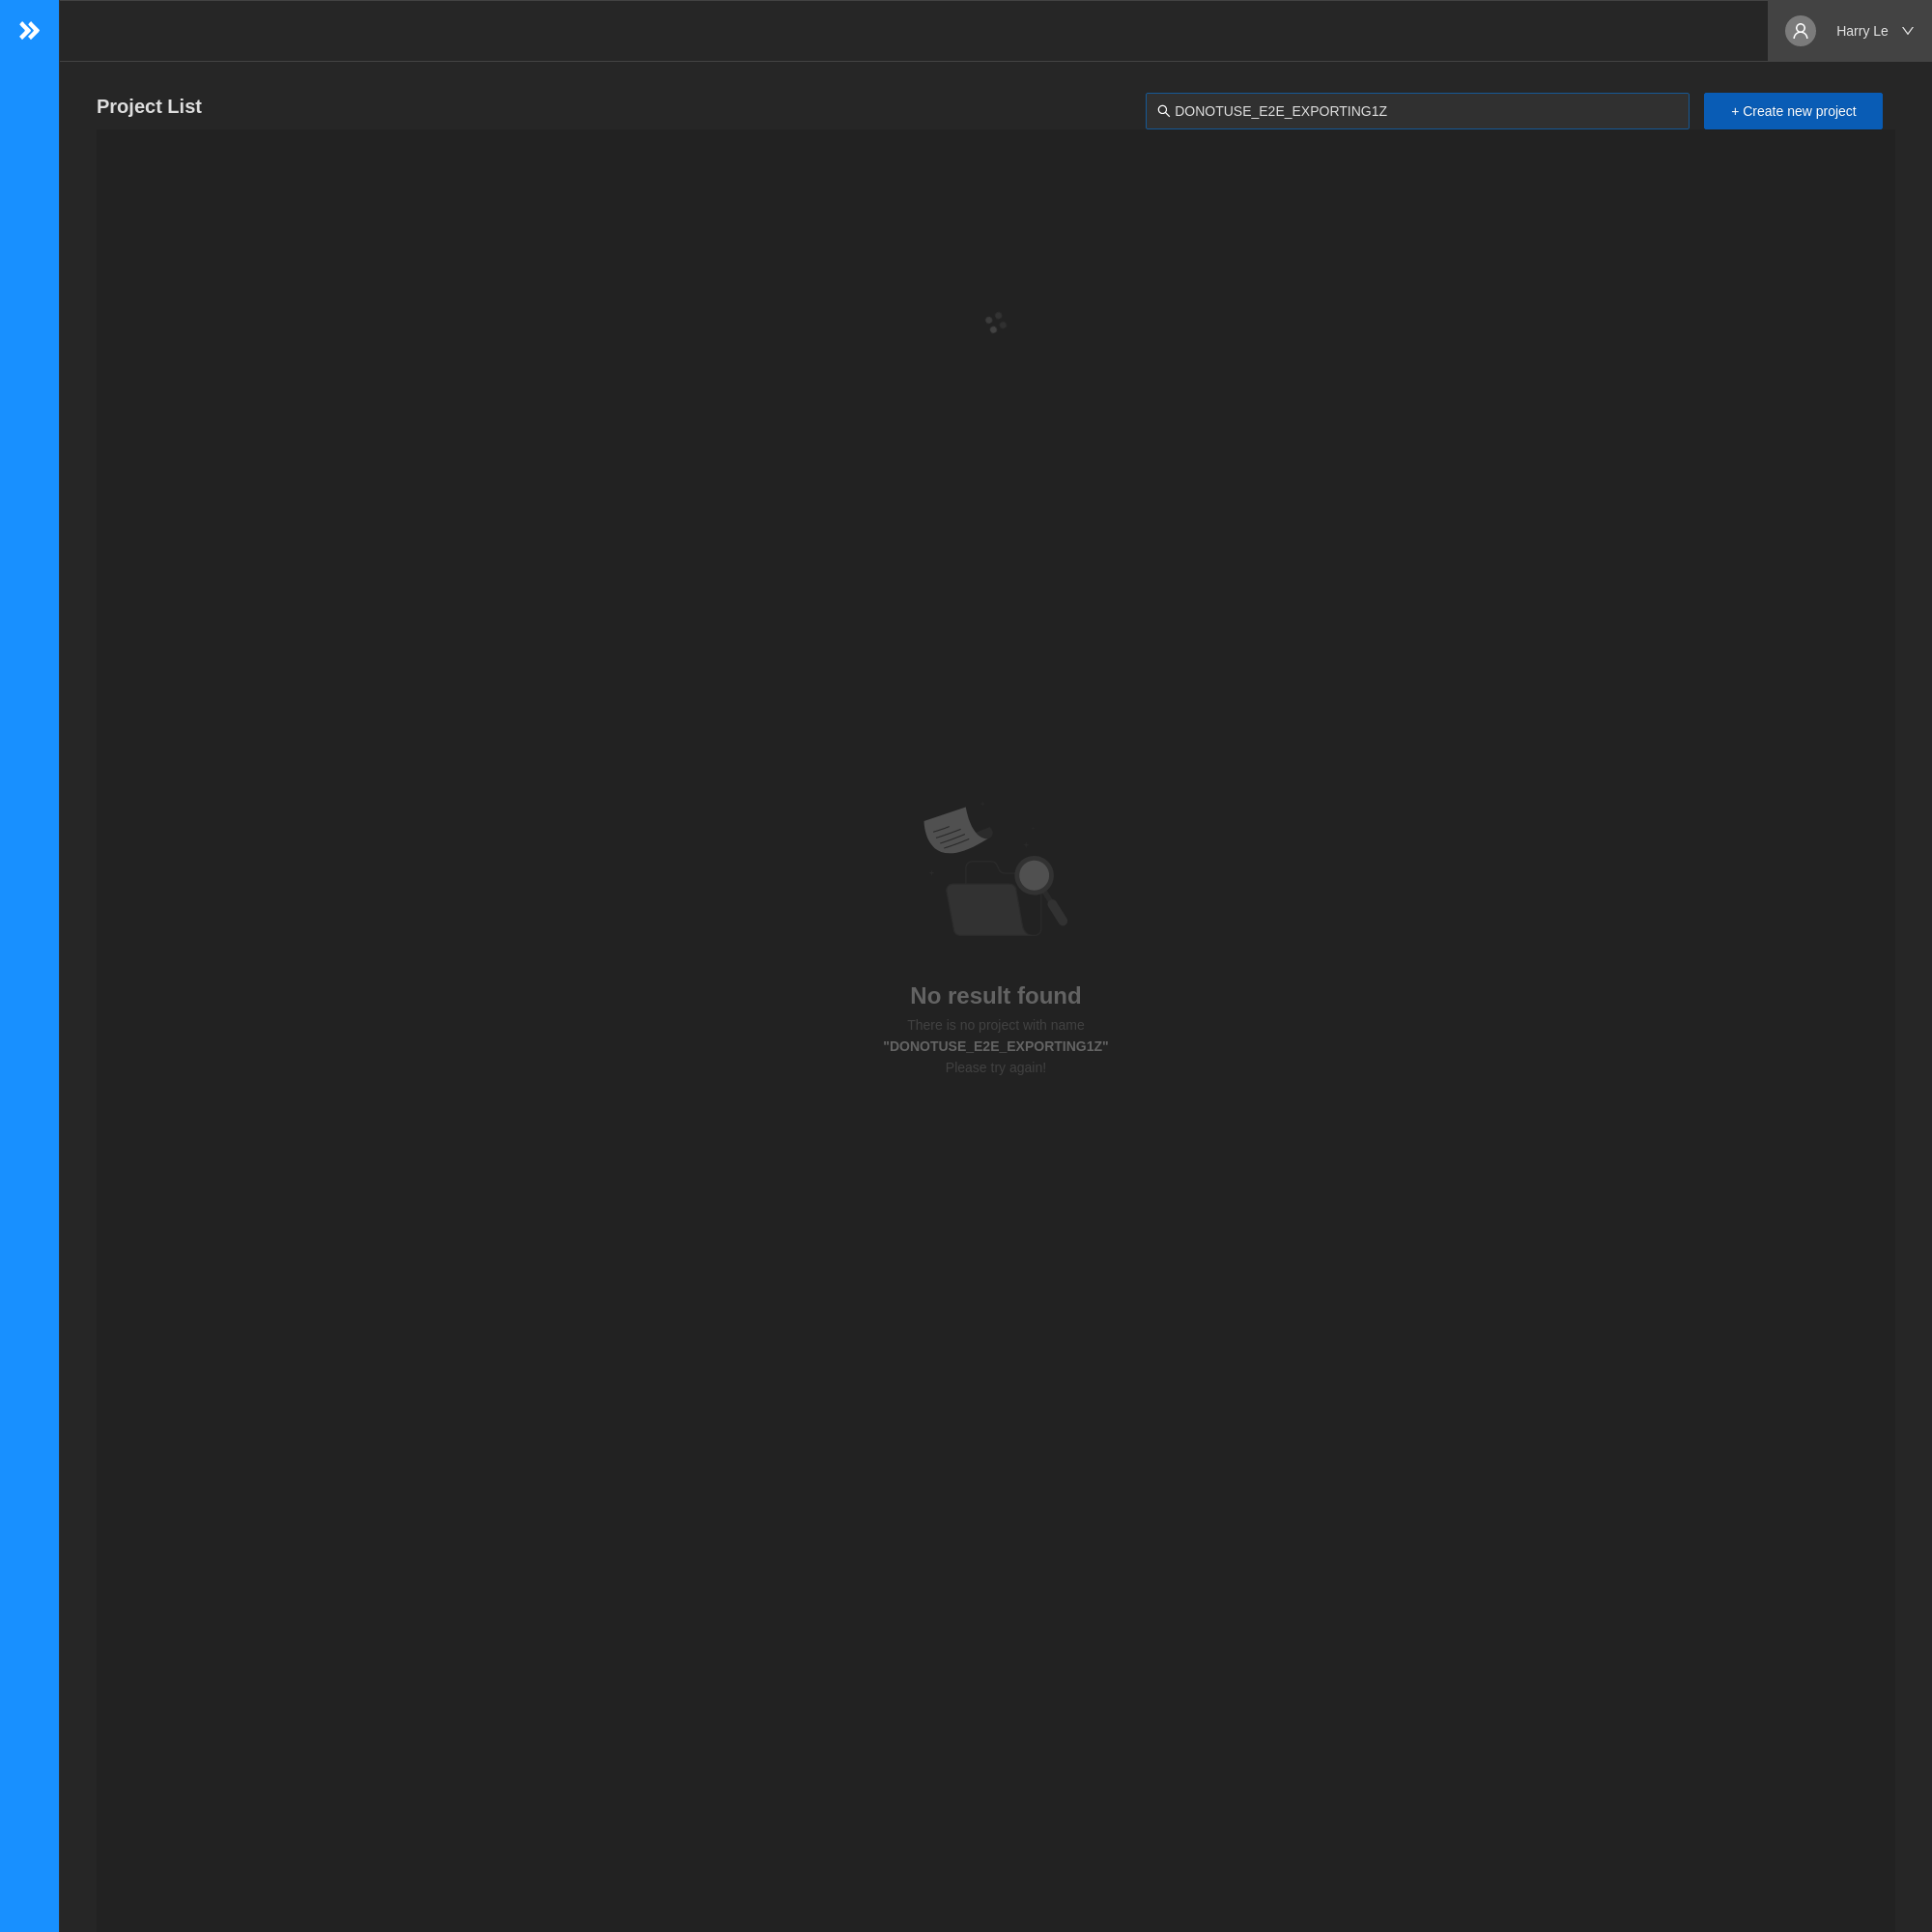 Harry Le
Project List
DONOTUSE_E2E_EXPORTING1Z
+ Create new project
No result found
There is no project with name
"DONOTUSE_E2E_EXPORTING1Z"
Please try again!